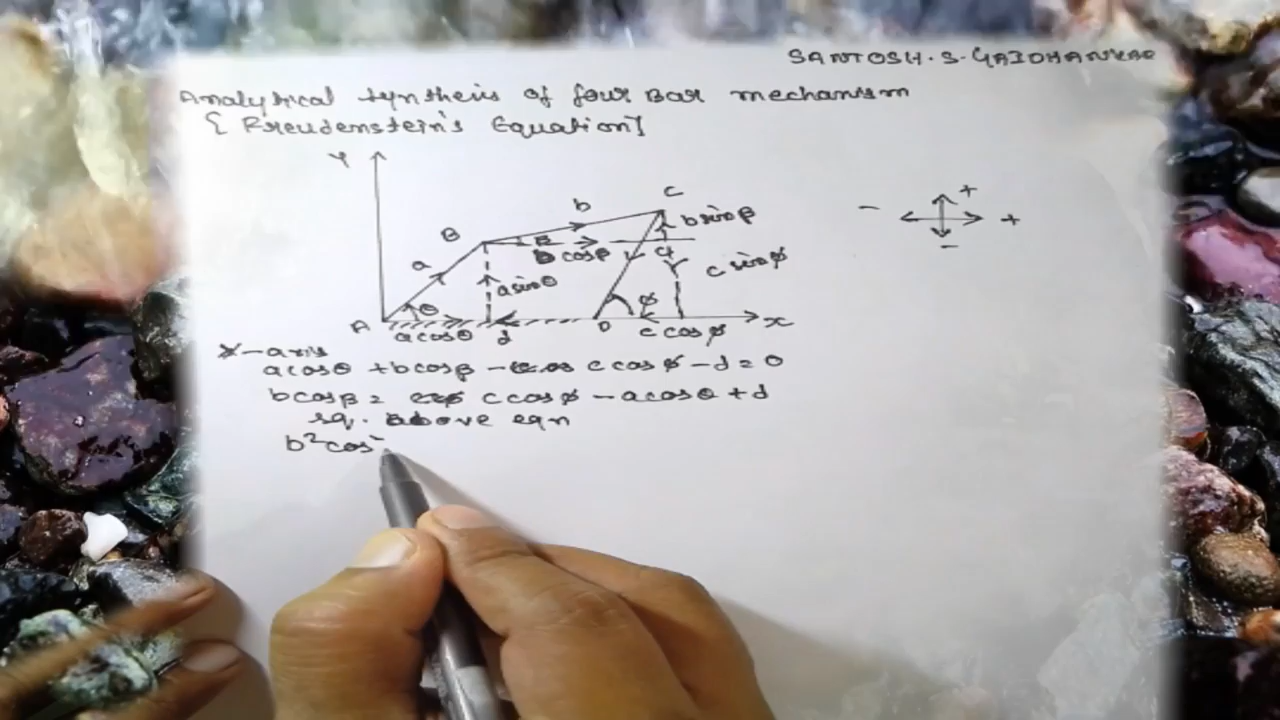 SANTOSH.S.GAIDHANKAR
Analytical synthesis of four Bar mechanism
{ Freudenstein's Equation}
Y
C
b
b sinβ
B
β
b cosβ
a
a sinθ
c sinφ
θ
φ
A
a cosθ
d
D
c cosφ
x
+
-
+
-
X-axis
a cosθ + b cosβ - c cosφ - d = 0
b cosβ = c cosφ - a cosθ + d
sq. above eqn
b² cos²